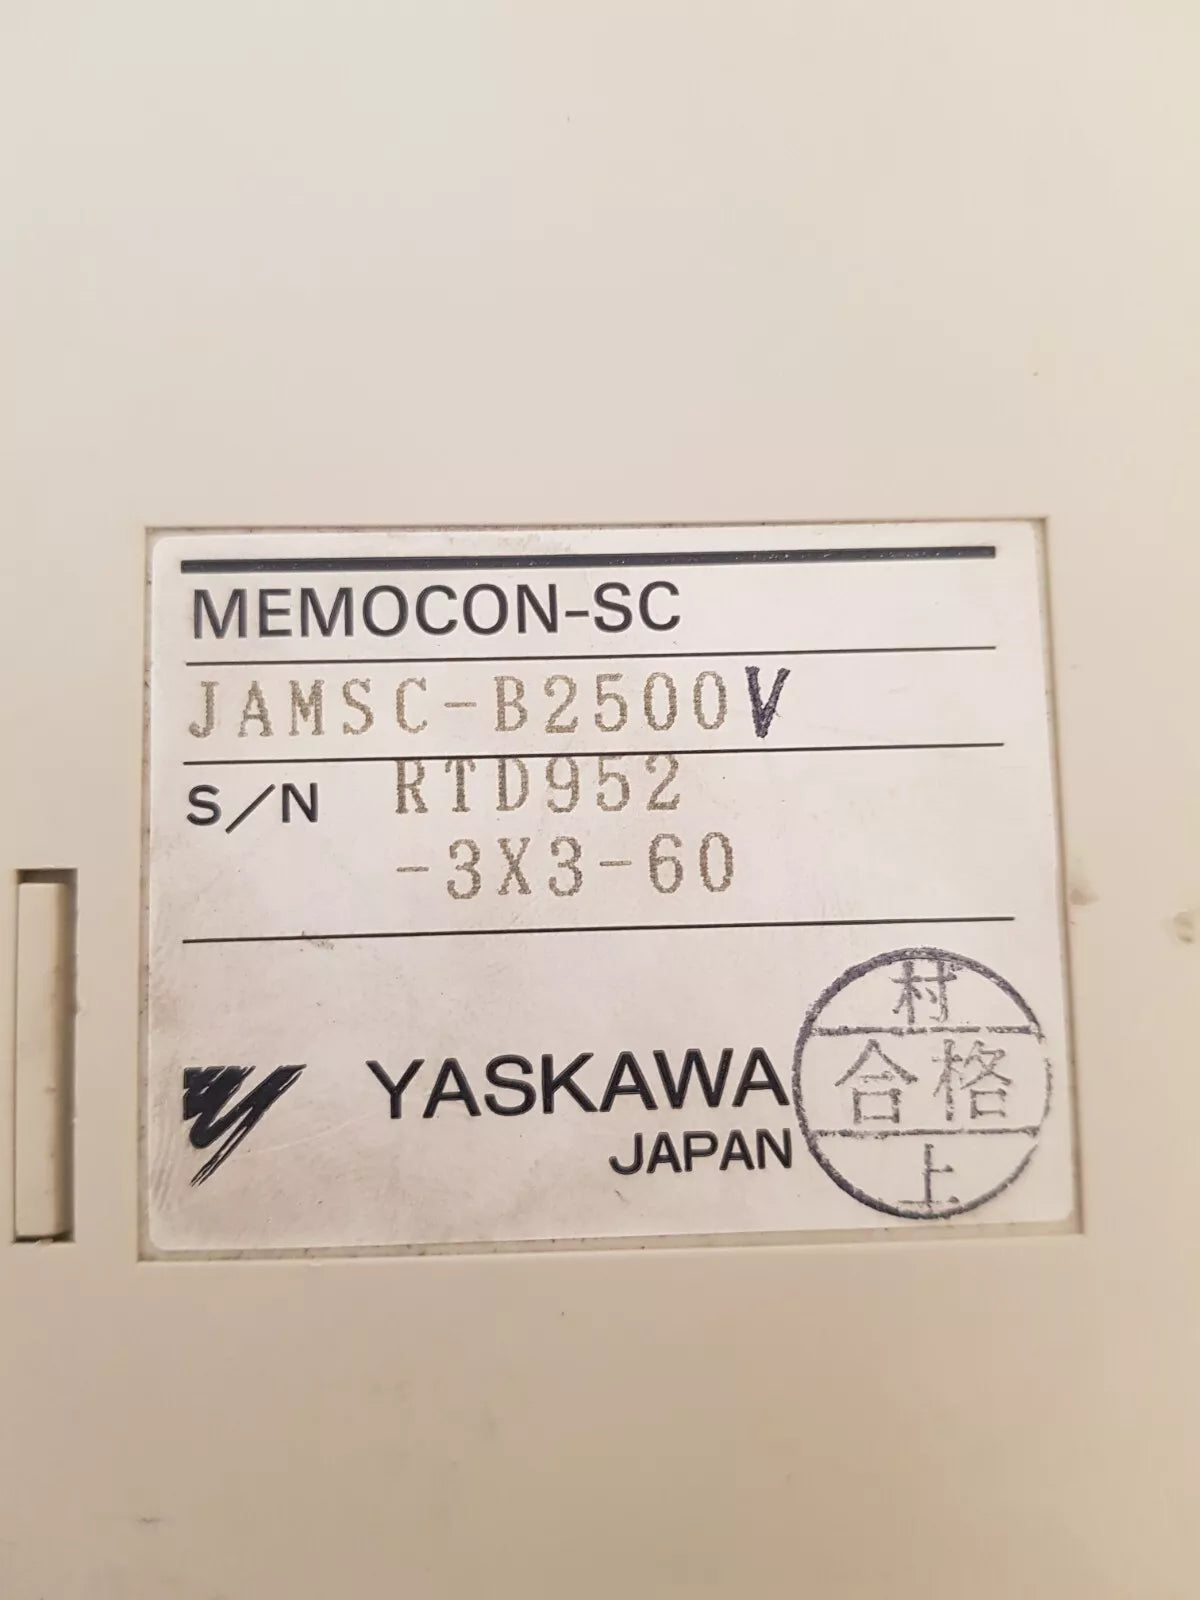 MEMOCON-SC
JAMSC-B2500V
S/N RTD952
-3X3-60
YASKAWA
JAPAN
村
合格
上